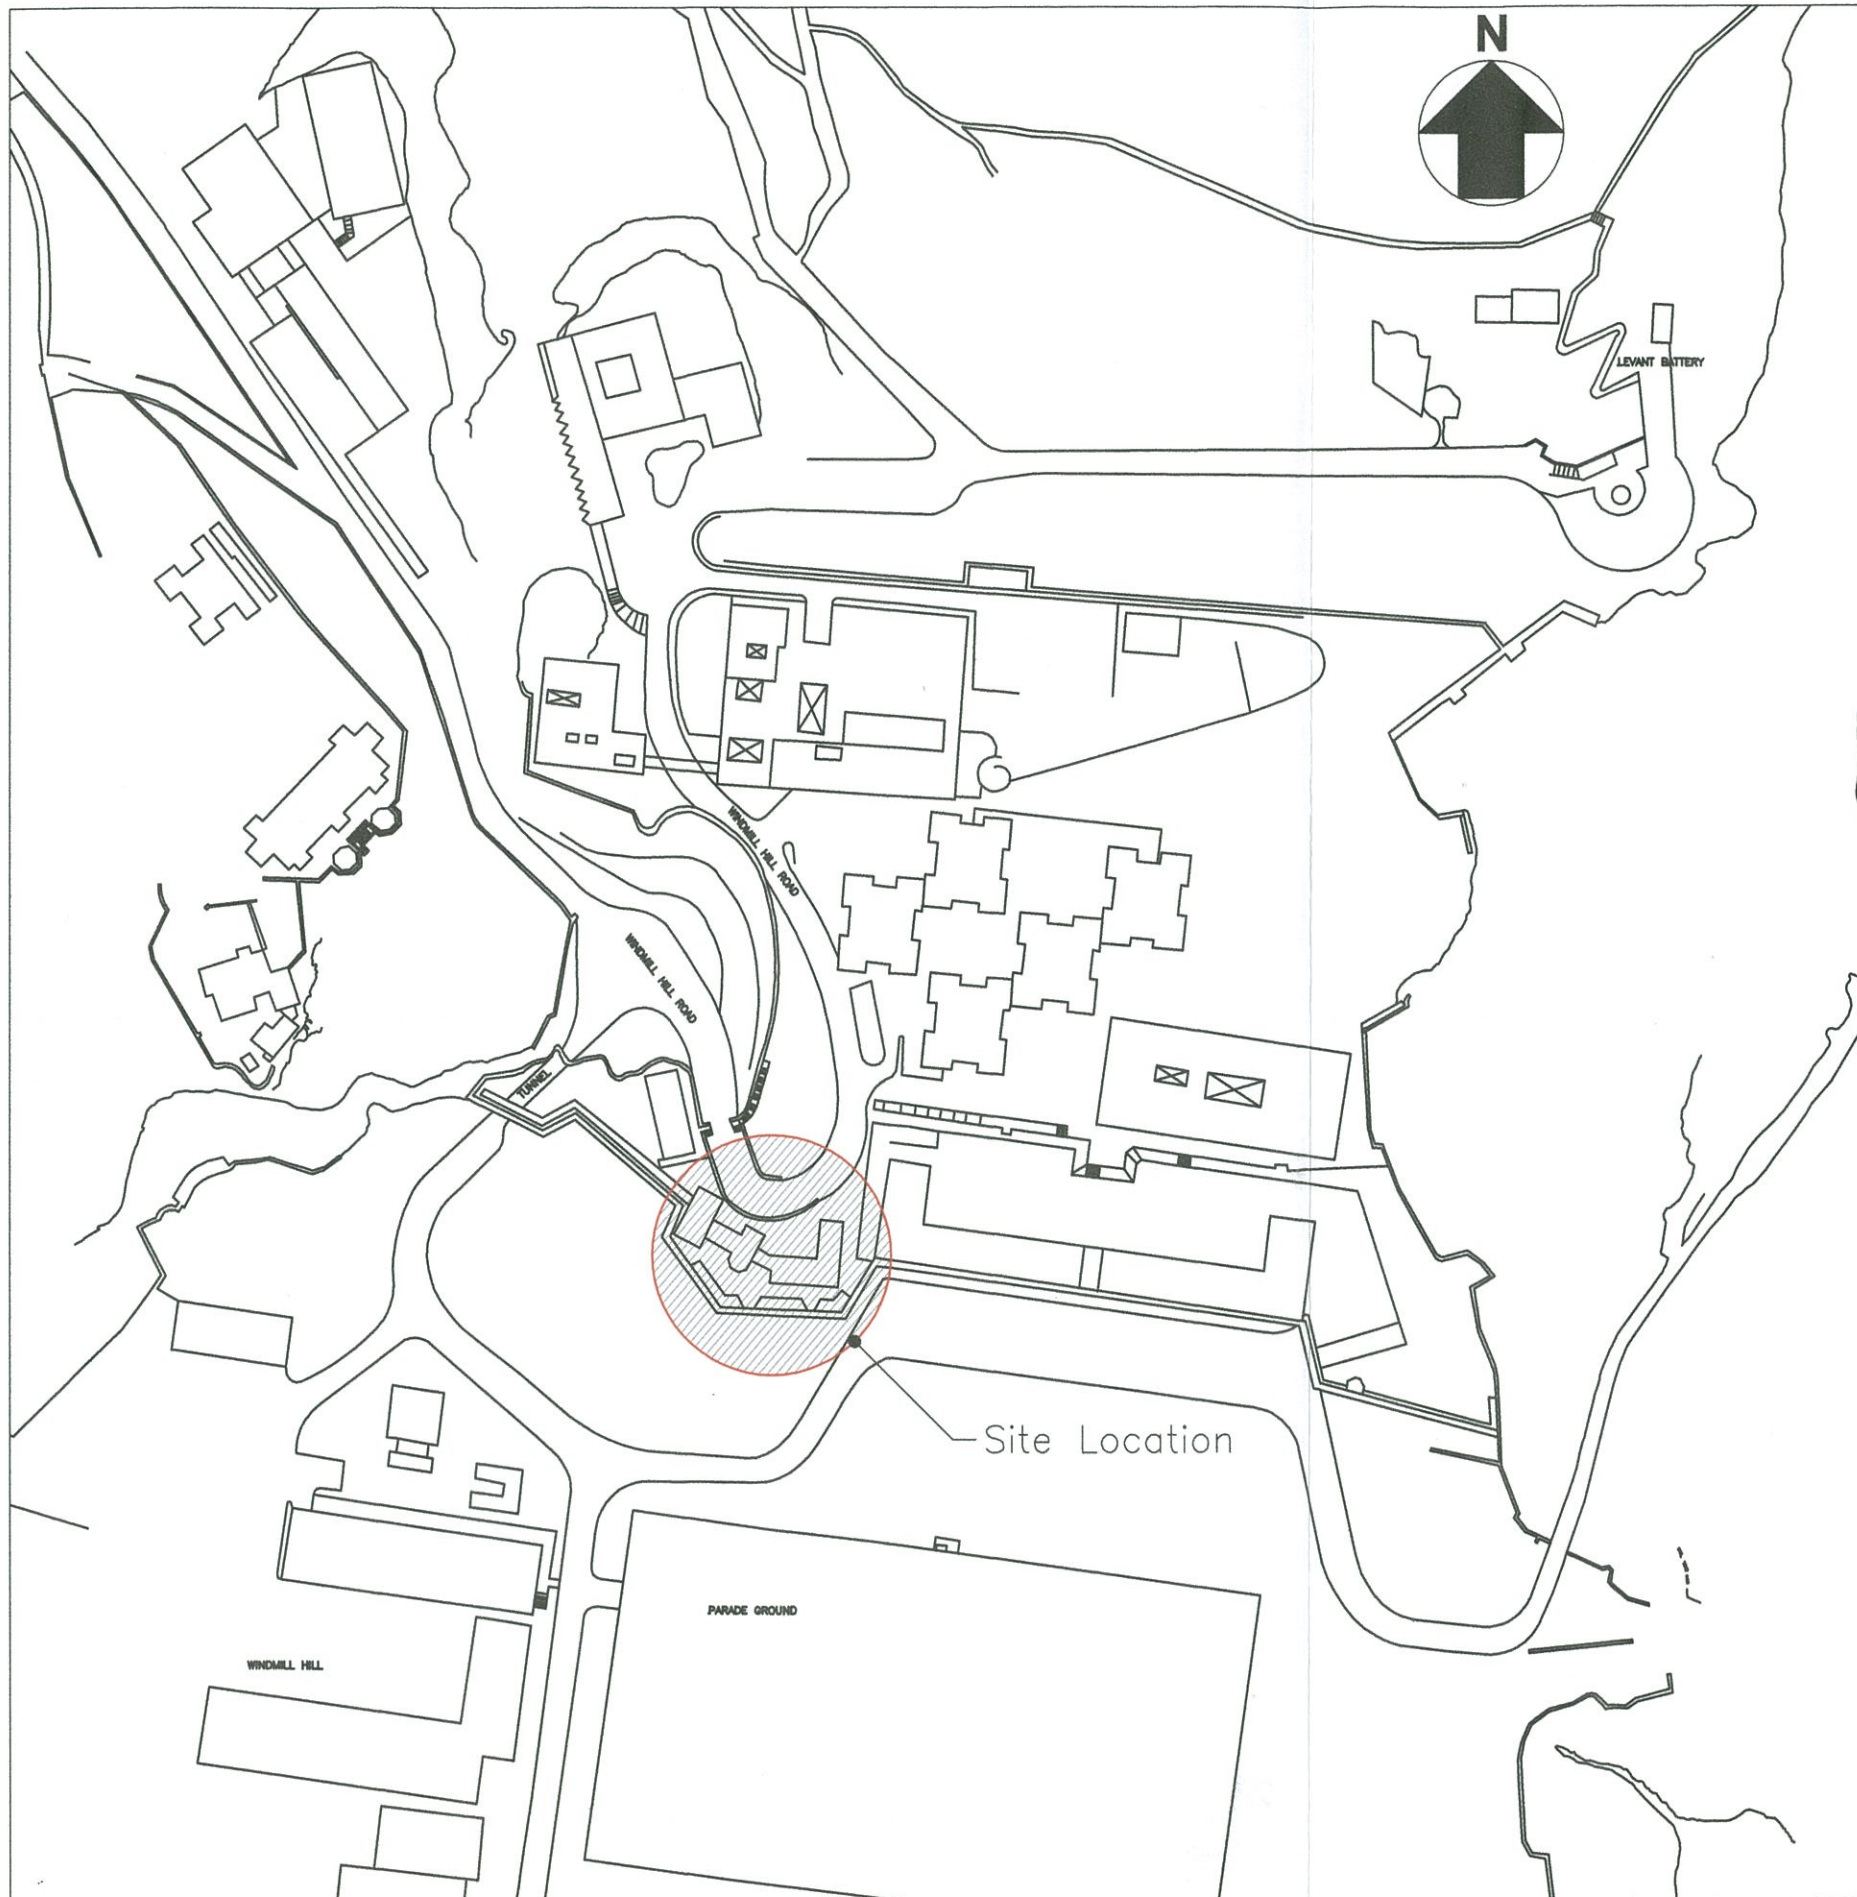 N
LEVANT BATTERY
WINDMILL HILL ROAD
WINDMILL HILL ROAD
TUNNEL
Site Location
PARADE GROUND
WINDMILL HILL